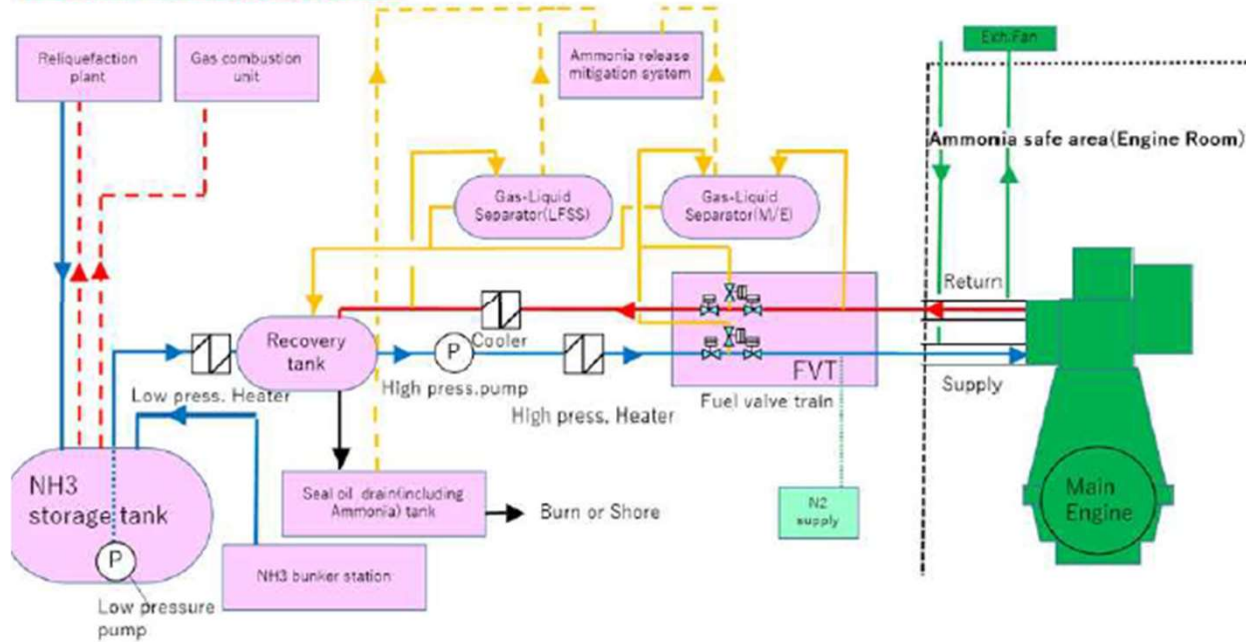 Reliquefaction
plant
Gas combustion
unit
Ammonia release
mitigation system
Exh.Fan
Ammonia safe area(Engine Room)
Gas-Liquid
Separator(LFSS)
Gas-Liquid
Separator(M/E)
Return
Cooler
Recovery
tank
P
Low press. Heater
High press.pump
High press. Heater
FVT
Fuel valve train
Supply
NH3
storage tank
P
Low pressure
pump
Seal oil drain(including
Ammonia) tank
Burn or Shore
NH3 bunker station
N2
supply
Main
Engine